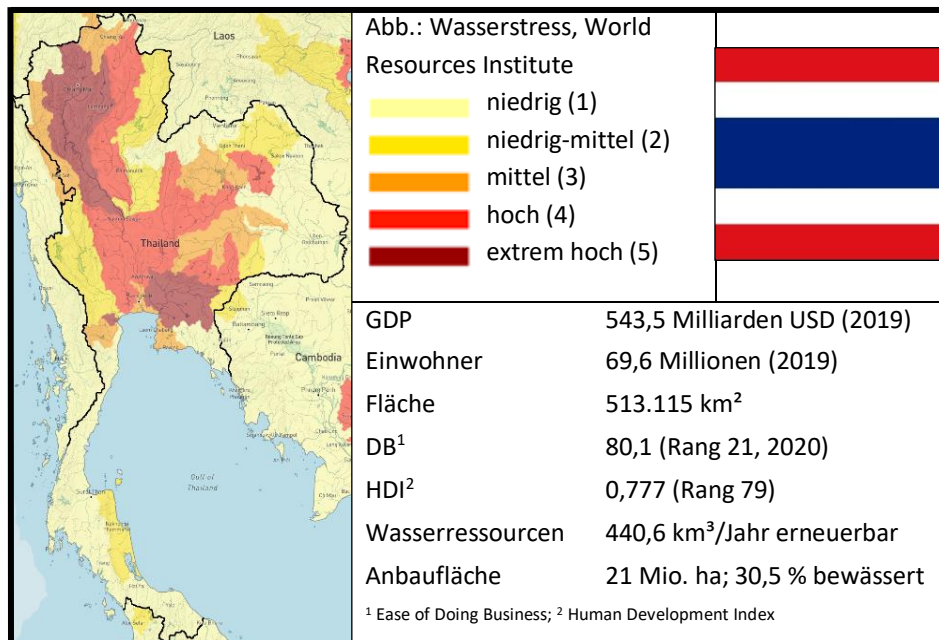 Abb.: Wasserstress, World
Resources Institute
niedrig (1)
niedrig-mittel (2)
mittel (3)
hoch (4)
extrem hoch (5)
Laos
Thailand
Cambodia
Gulf of
Thailand
GDP 543,5 Milliarden USD (2019)
Einwohner 69,6 Millionen (2019)
Fläche 513.115 km²
DB¹ 80,1 (Rang 21, 2020)
HDI² 0,777 (Rang 79)
Wasserressourcen 440,6 km³/Jahr erneuerbar
Anbaufläche 21 Mio. ha; 30,5 % bewässert
¹ Ease of Doing Business; ² Human Development Index